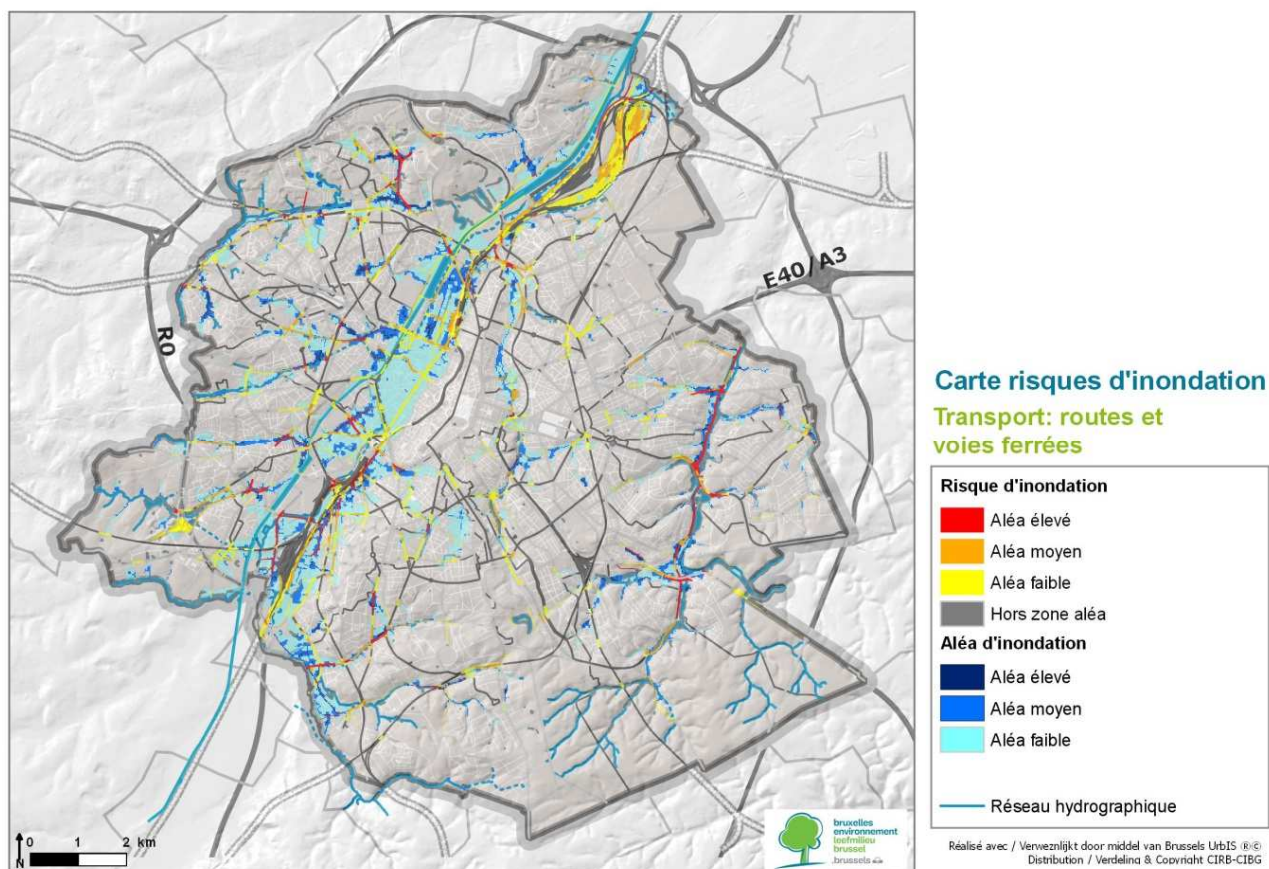 E40/A3
R0
0 1 2 km
N
bruxelles
environnement
leefmilieu
brussel
.brussels
Carte risques d'inondation
Transport: routes et
voies ferrées
Risque d'inondation
Aléa élevé
Aléa moyen
Aléa faible
Hors zone aléa
Aléa d'inondation
Aléa élevé
Aléa moyen
Aléa faible
Réseau hydrographique
Réalisé avec / Verweznlijkt door middel van Brussels UrbIS ®©
Distribution / Verdeling & Copyright CIRB-CIBG